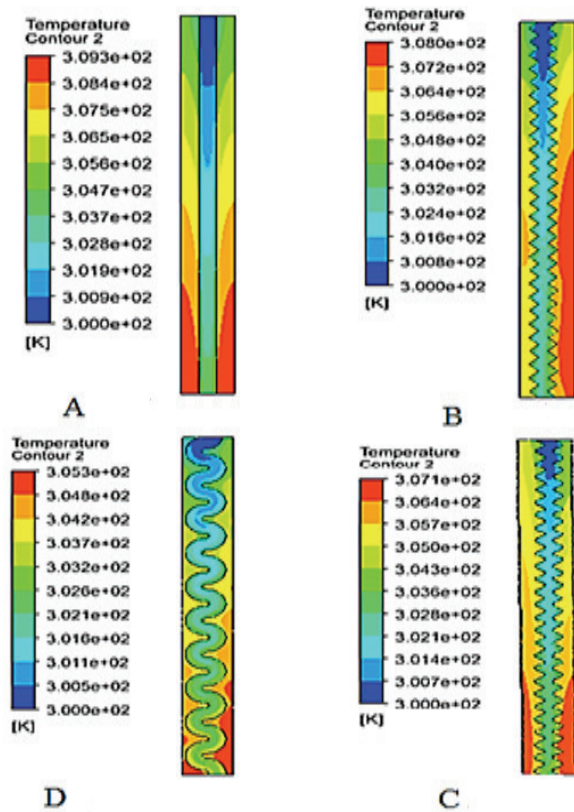 Temperature
Contour 2
3.093e+02
3.084e+02
3.075e+02
3.065e+02
3.056e+02
3.047e+02
3.037e+02
3.028e+02
3.019e+02
3.009e+02
3.000e+02
[K]
A
Temperature
Contour 2
3.080e+02
3.072e+02
3.064e+02
3.056e+02
3.048e+02
3.040e+02
3.032e+02
3.024e+02
3.016e+02
3.008e+02
3.000e+02
[K]
B
Temperature
Contour 2
3.053e+02
3.048e+02
3.042e+02
3.037e+02
3.032e+02
3.026e+02
3.021e+02
3.016e+02
3.011e+02
3.005e+02
3.000e+02
[K]
D
Temperature
Contour 2
3.071e+02
3.064e+02
3.057e+02
3.050e+02
3.043e+02
3.036e+02
3.028e+02
3.021e+02
3.014e+02
3.007e+02
3.000e+02
[K]
C